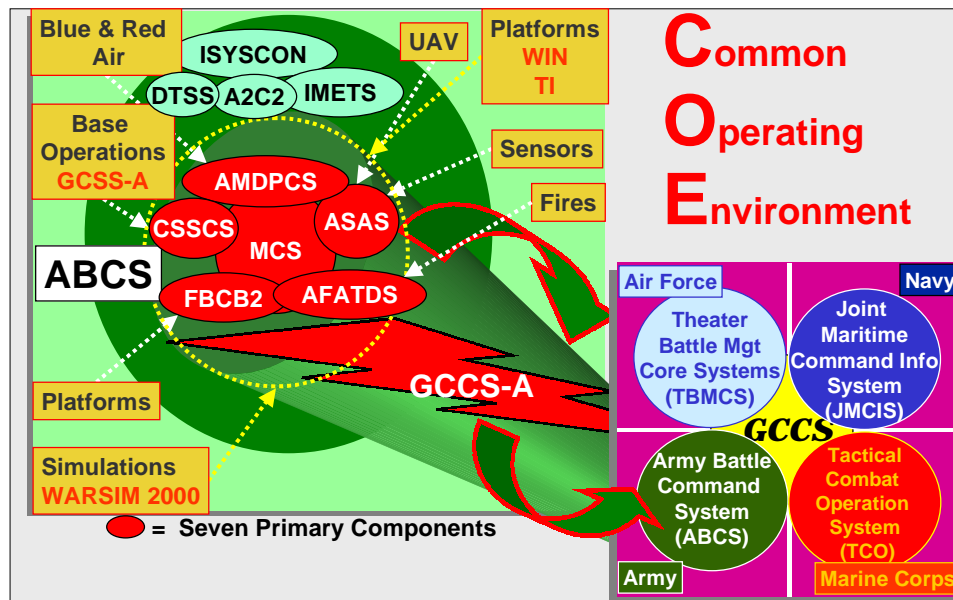 Blue & Red
Air
ISYSCON
DTSS
A2C2
IMETS
UAV
Platforms
WIN
TI
Base
Operations
GCSS-A
Sensors
Fires
AMDPCS
CSSCS
ASAS
MCS
ABCS
FBCB2
AFATDS
GCCS-A
Platforms
Simulations
WARSIM 2000
= Seven Primary Components
Common
Operating
Environment
Air Force
Navy
Theater
Battle Mgt
Core Systems
(TBMCS)
Joint
Maritime
Command Info
System
(JMCIS)
GCCS
Army Battle
Command
System
(ABCS)
Tactical
Combat
Operation
System
(TCO)
Army
Marine Corps